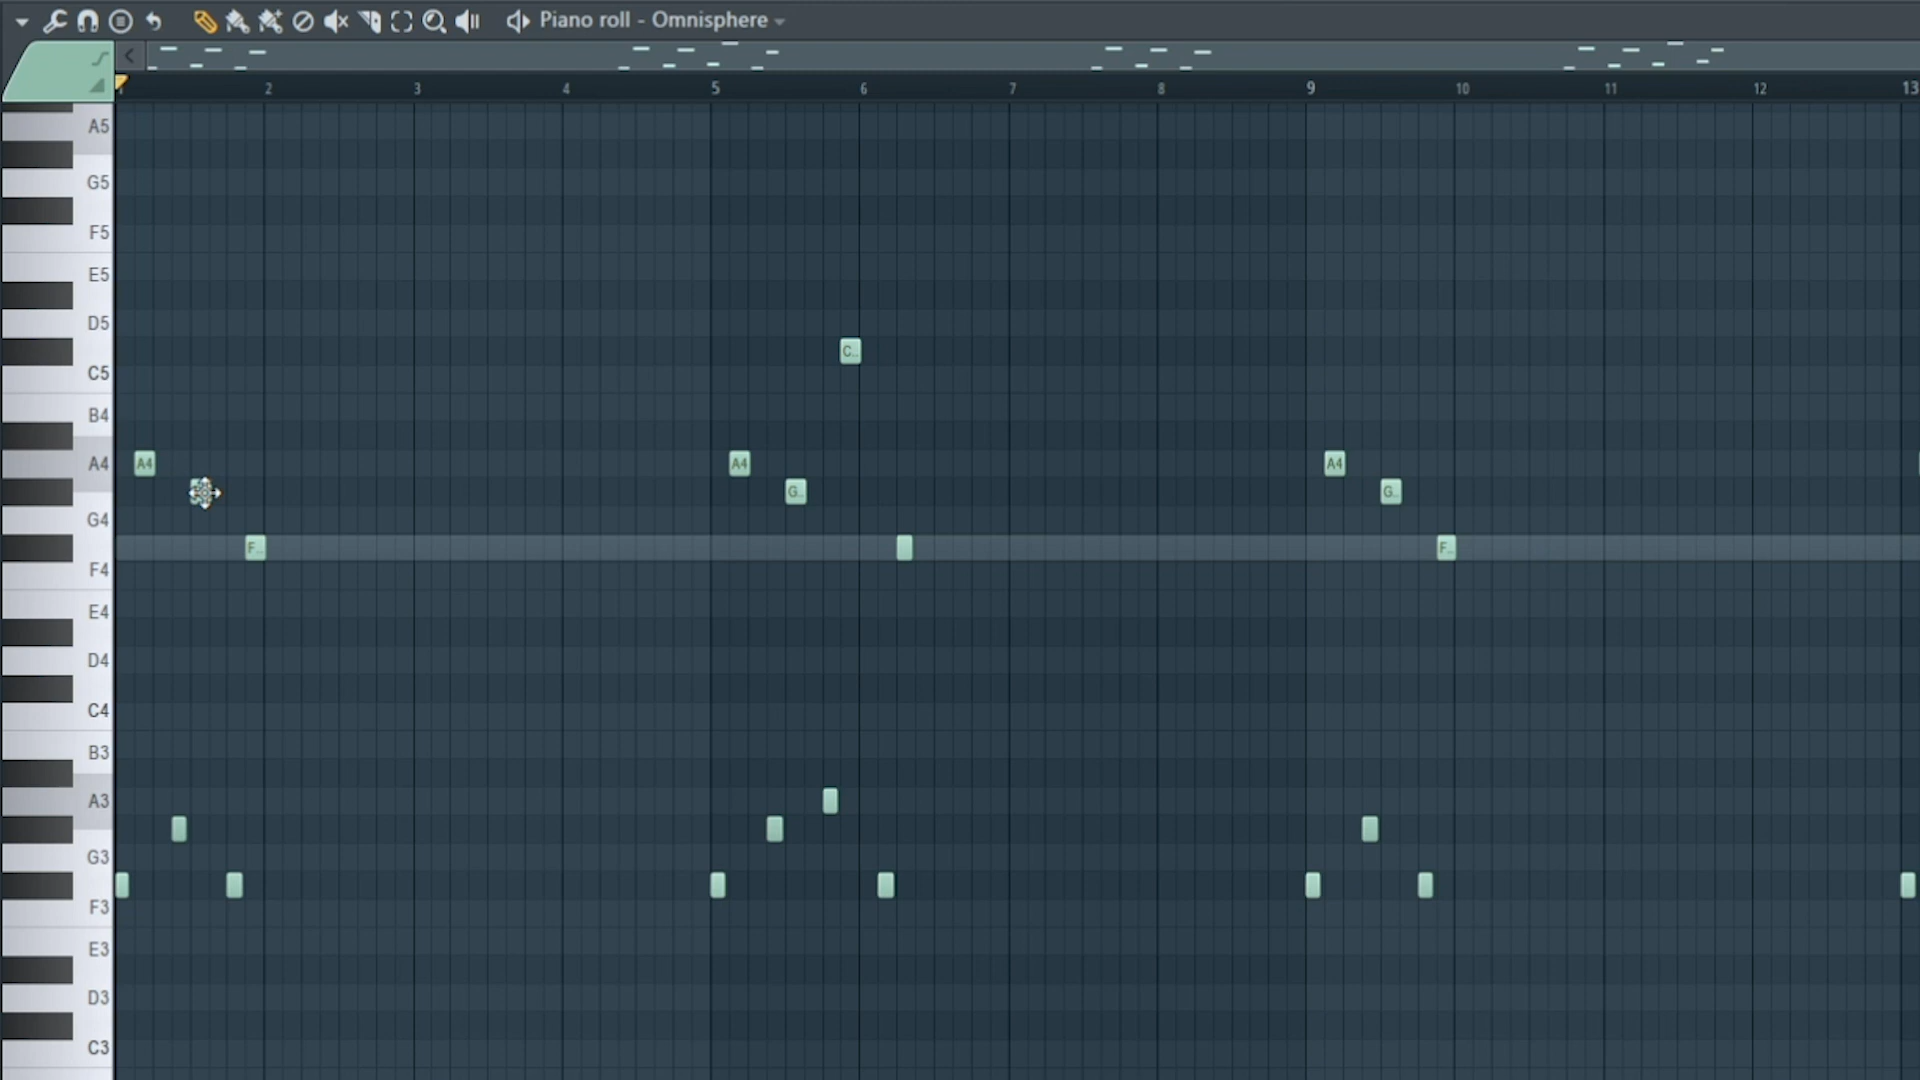 Piano roll - Omnisphere
2 3 4 5 6 7 8 9 10 11 12 13
A5
G5
F5
E5
D5
C..
C5
B4
A4 A4 A4 A4
G.. G..
G4
F.. F..
F4
E4
D4
C4
B3
A3
G3
F3
E3
D3
C3